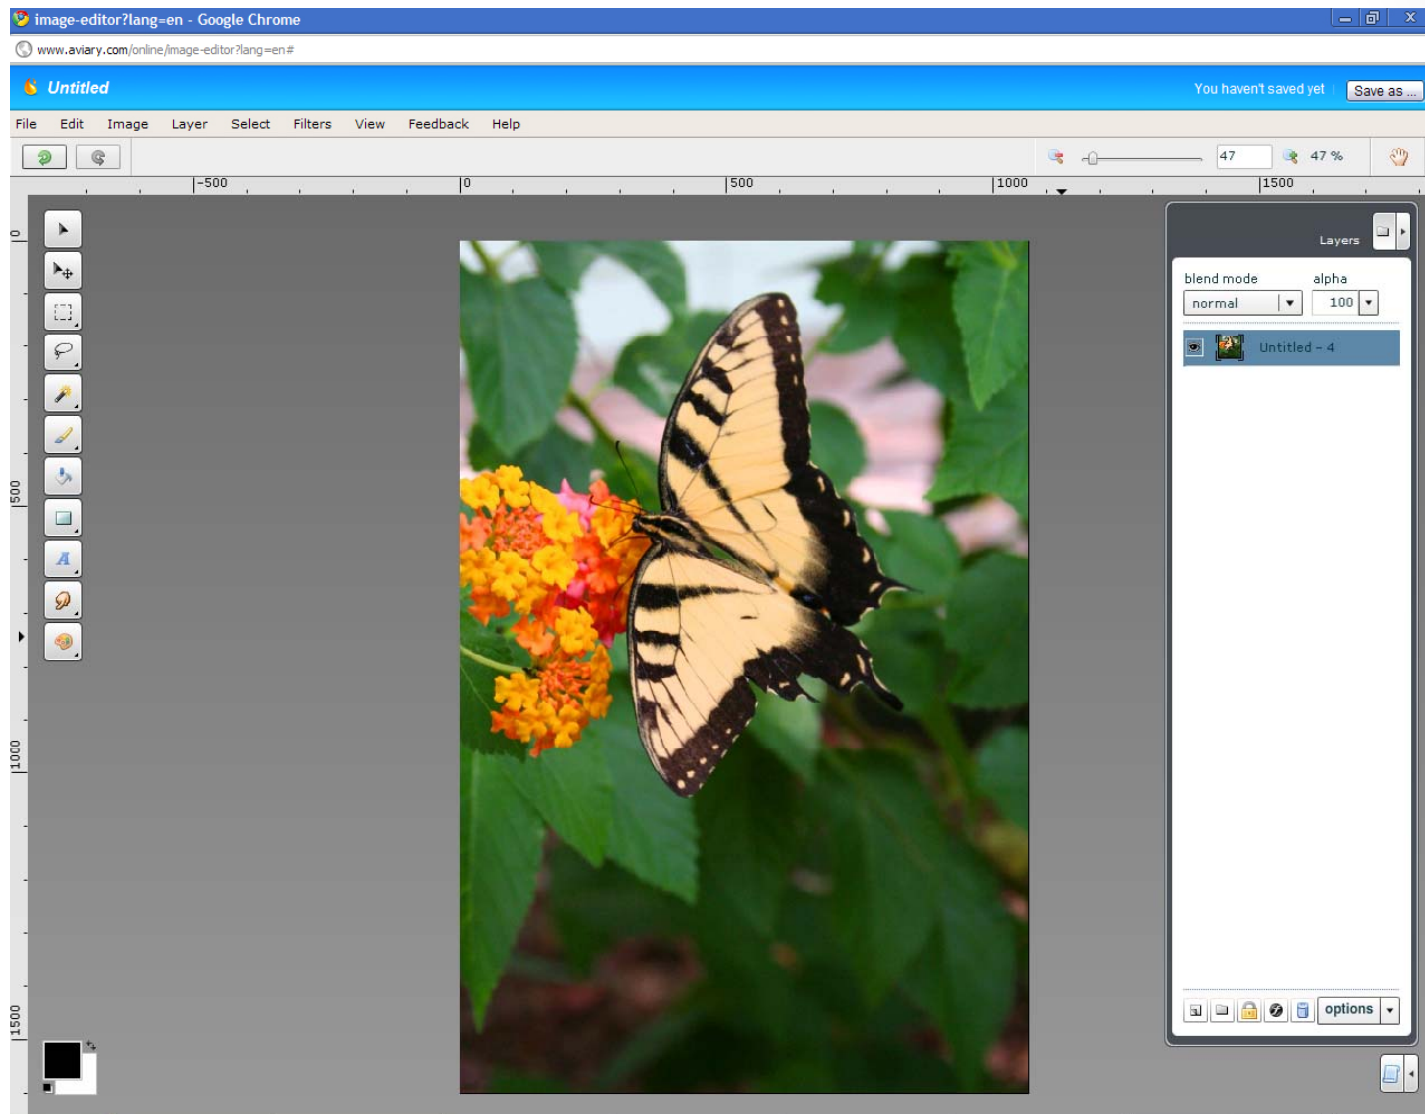 image-editor?lang=en - Google Chrome
www.aviary.com/online/image-editor?lang=en#
Untitled
You haven't saved yet
Save as ...
File Edit Image Layer Select Filters View Feedback Help
47
47 %
-500 0 500 1000 1500
0
500
1000
1500
Layers
blend mode alpha
normal 100
Untitled - 4
A
options